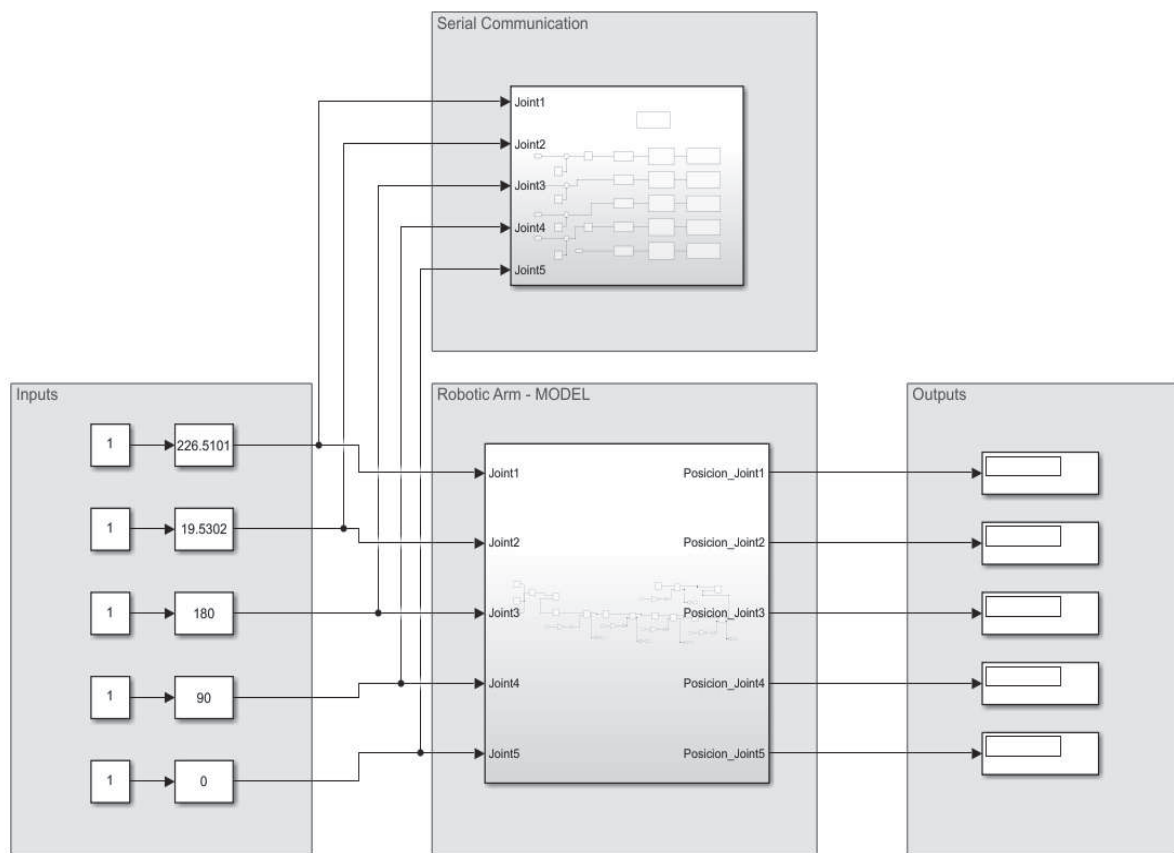 Serial Communication
Joint1
Joint2
Joint3
Joint4
Joint5
Inputs
1
226.5101
1
19.5302
1
180
1
90
1
0
Robotic Arm - MODEL
Joint1
Posicion_Joint1
Joint2
Posicion_Joint2
Joint3
Posicion_Joint3
Joint4
Posicion_Joint4
Joint5
Posicion_Joint5
Outputs